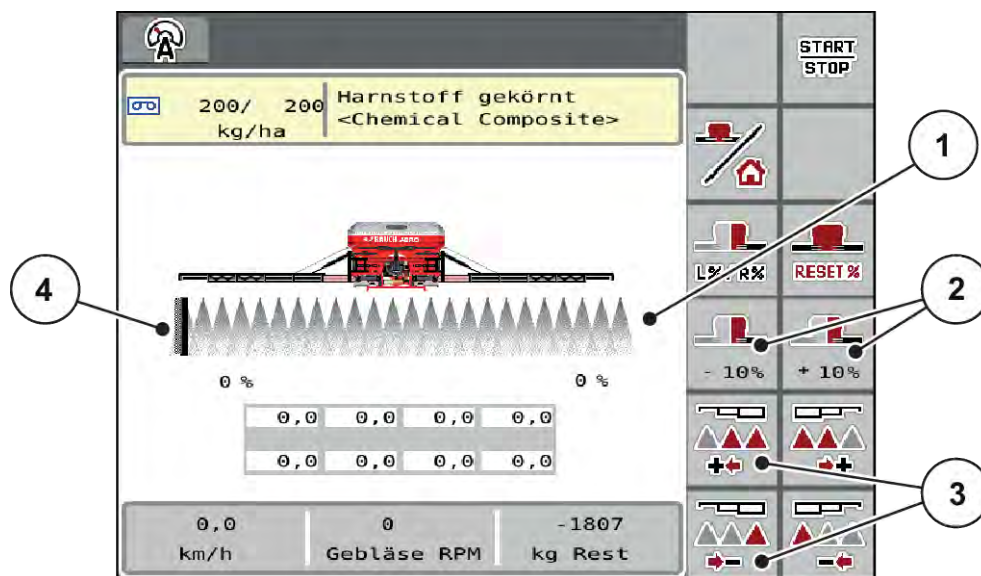 A
START
STOP
200/ 200
kg/ha
Harnstoff gekörnt
<Chemical Composite>
1
L% / R%
RESET %
4
2
0 %
0 %
- 10%
+ 10%
0,0 0,0 0,0 0,0
0,0 0,0 0,0 0,0
3
0,0
km/h
0
Gebläse RPM
-1807
kg Rest